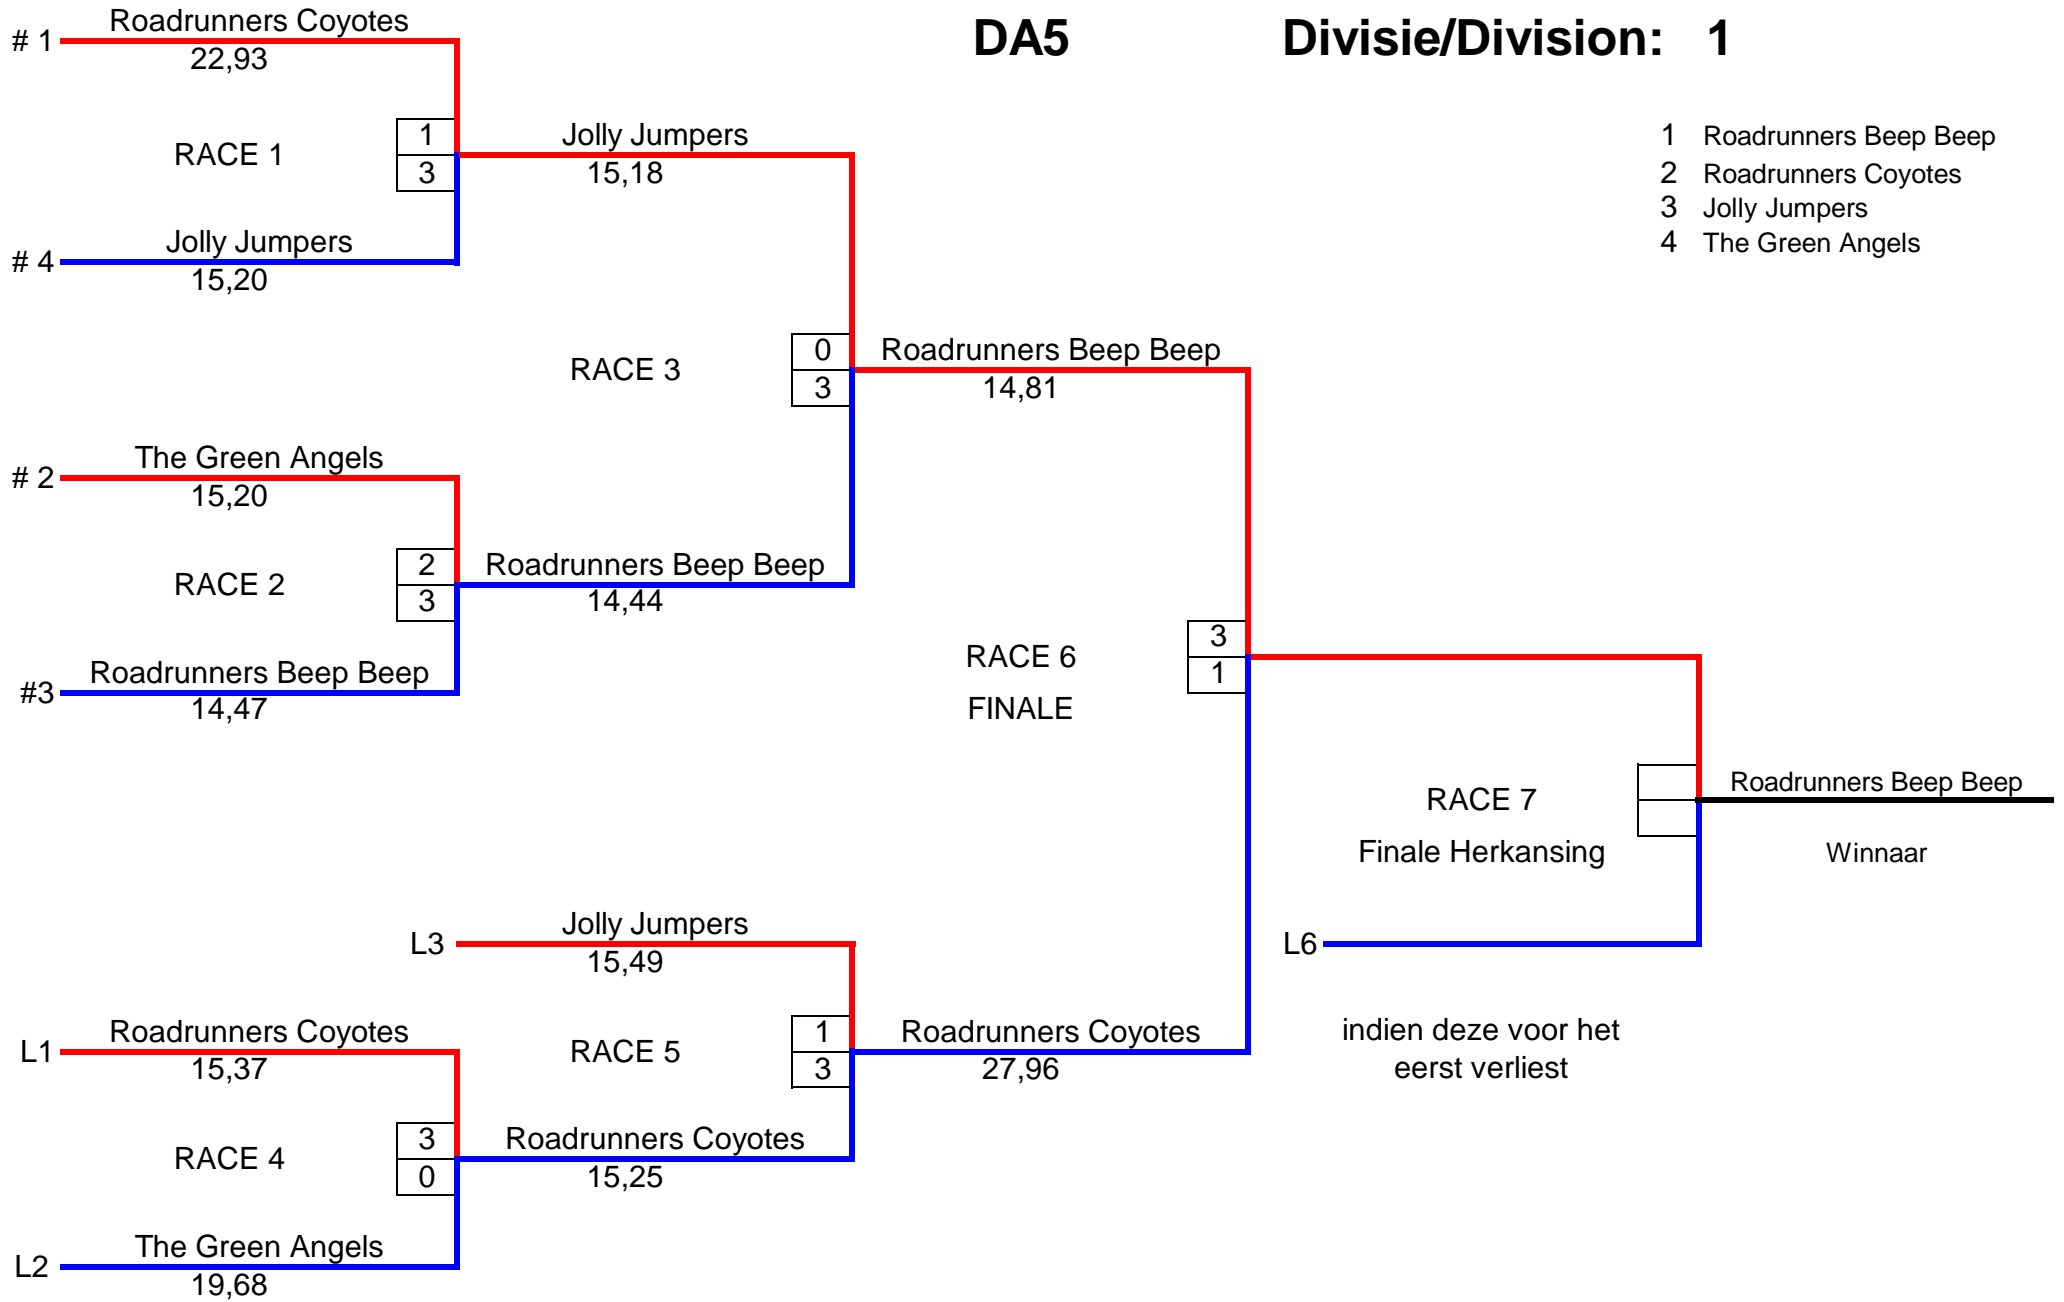 DA5 Divisie/Division: 1
1 Roadrunners Beep Beep
2 Roadrunners Coyotes
3 Jolly Jumpers
4 The Green Angels
# 1 Roadrunners Coyotes
22,93
RACE 1
1
3
# 4 Jolly Jumpers
15,20
Jolly Jumpers
15,18
RACE 3
0
3
# 2 The Green Angels
15,20
RACE 2
2
3
#3 Roadrunners Beep Beep
14,47
Roadrunners Beep Beep
14,44
Roadrunners Beep Beep
14,81
RACE 6
FINALE
3
1
RACE 7
Finale Herkansing
Roadrunners Beep Beep
Winnaar
L3 Jolly Jumpers
15,49
RACE 5
1
3
L1 Roadrunners Coyotes
15,37
RACE 4
3
0
L2 The Green Angels
19,68
Roadrunners Coyotes
15,25
Roadrunners Coyotes
27,96
L6
indien deze voor het
eerst verliest